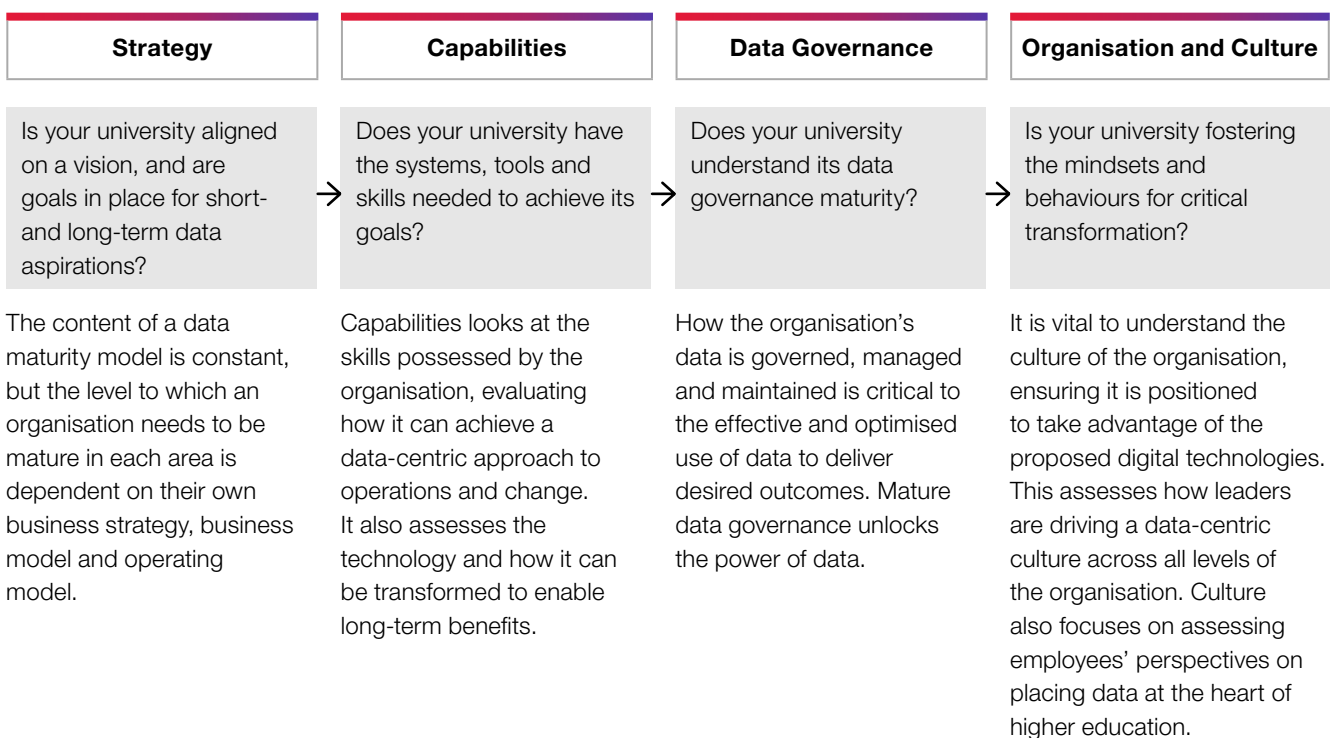 Strategy
Is your university aligned
on a vision, and are
goals in place for short-
and long-term data
aspirations?
The content of a data
maturity model is constant,
but the level to which an
organisation needs to be
mature in each area is
dependent on their own
business strategy, business
model and operating
model.
Capabilities
Does your university have
the systems, tools and
skills needed to achieve its
goals?
Capabilities looks at the
skills possessed by the
organisation, evaluating
how it can achieve a
data-centric approach to
operations and change.
It also assesses the
technology and how it can
be transformed to enable
long-term benefits.
Data Governance
Does your university
understand its data
governance maturity?
How the organisation’s
data is governed, managed
and maintained is critical to
the effective and optimised
use of data to deliver
desired outcomes. Mature
data governance unlocks
the power of data.
Organisation and Culture
Is your university fostering
the mindsets and
behaviours for critical
transformation?
It is vital to understand the
culture of the organisation,
ensuring it is positioned
to take advantage of the
proposed digital technologies.
This assesses how leaders
are driving a data-centric
culture across all levels of
the organisation. Culture
also focuses on assessing
employees’ perspectives on
placing data at the heart of
higher education.